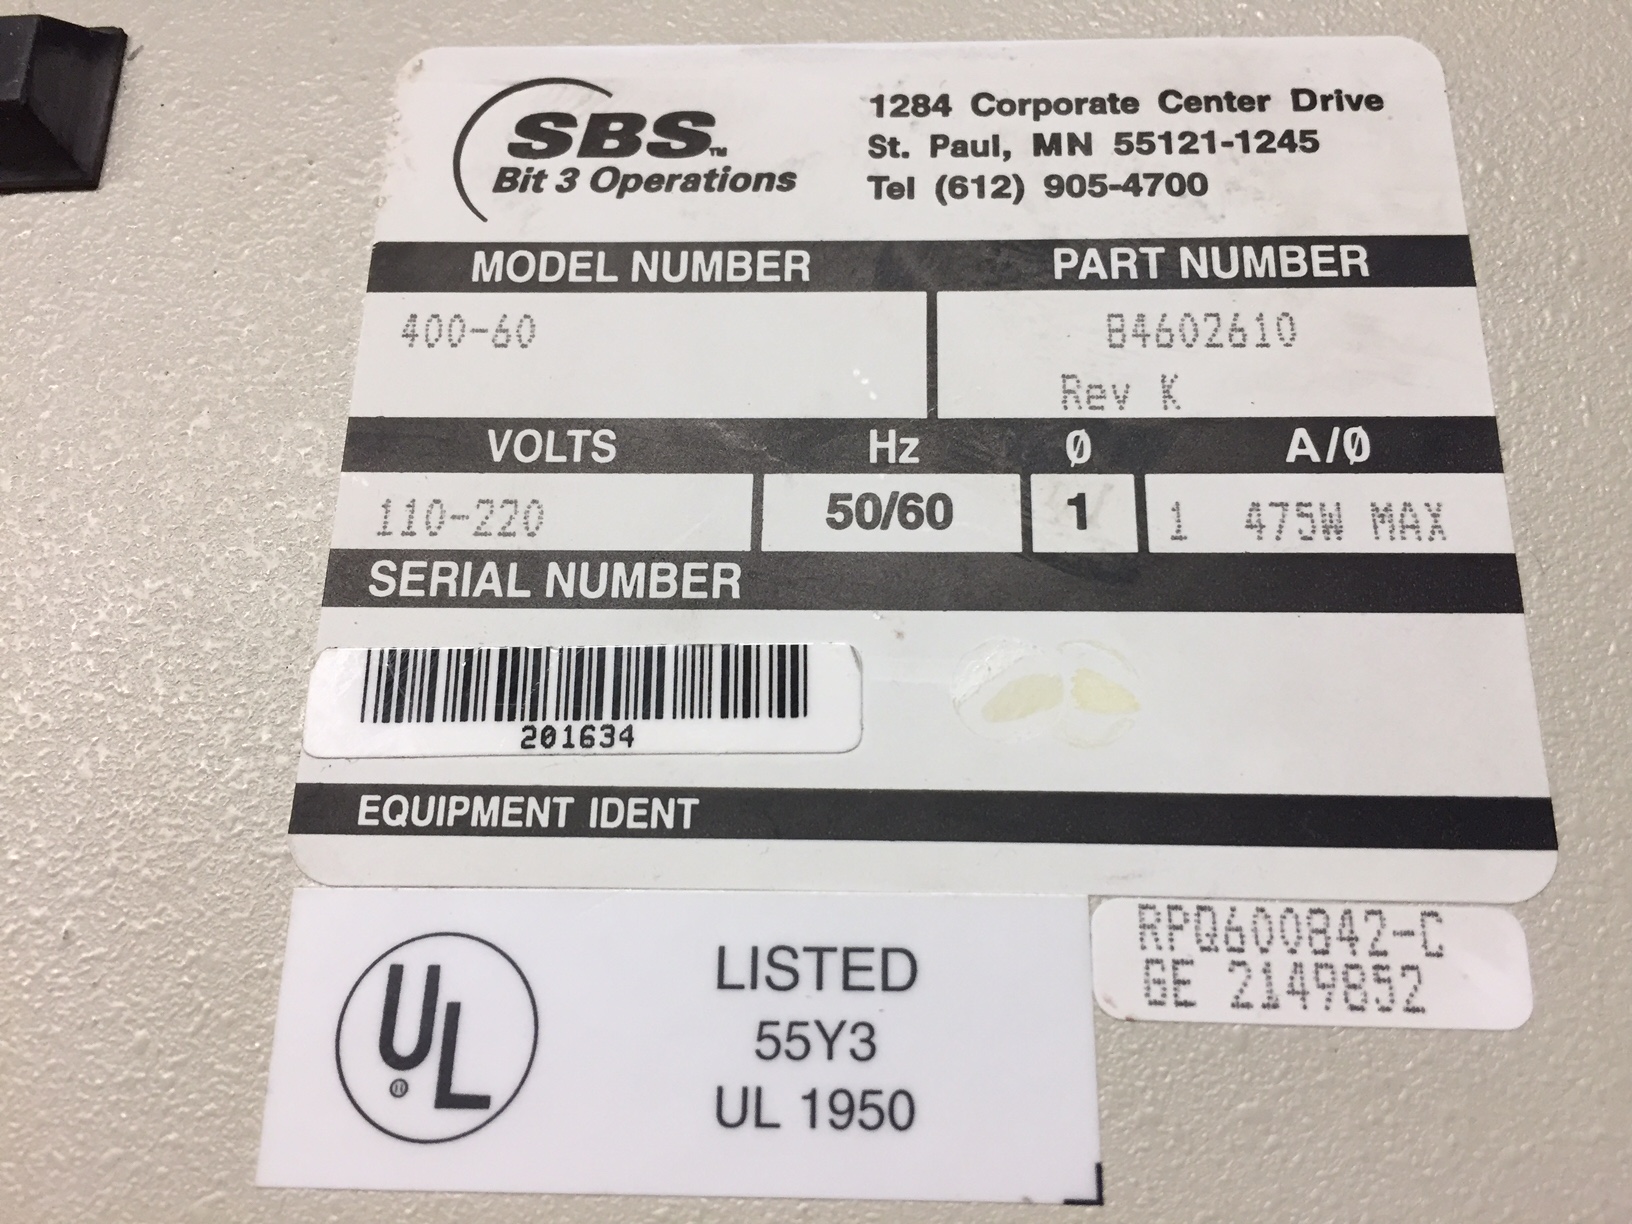 SBS™
Bit 3 Operations
1284 Corporate Center Drive
St. Paul, MN 55121-1245
Tel (612) 905-4700
MODEL NUMBER PART NUMBER
400-60 84602610
Rev K
VOLTS Hz Ø A/Ø
110-220 50/60 1 1 475W MAX
SERIAL NUMBER
201634
EQUIPMENT IDENT
UL®
LISTED
55Y3
UL 1950
RPQ600842-C
GE 2149852